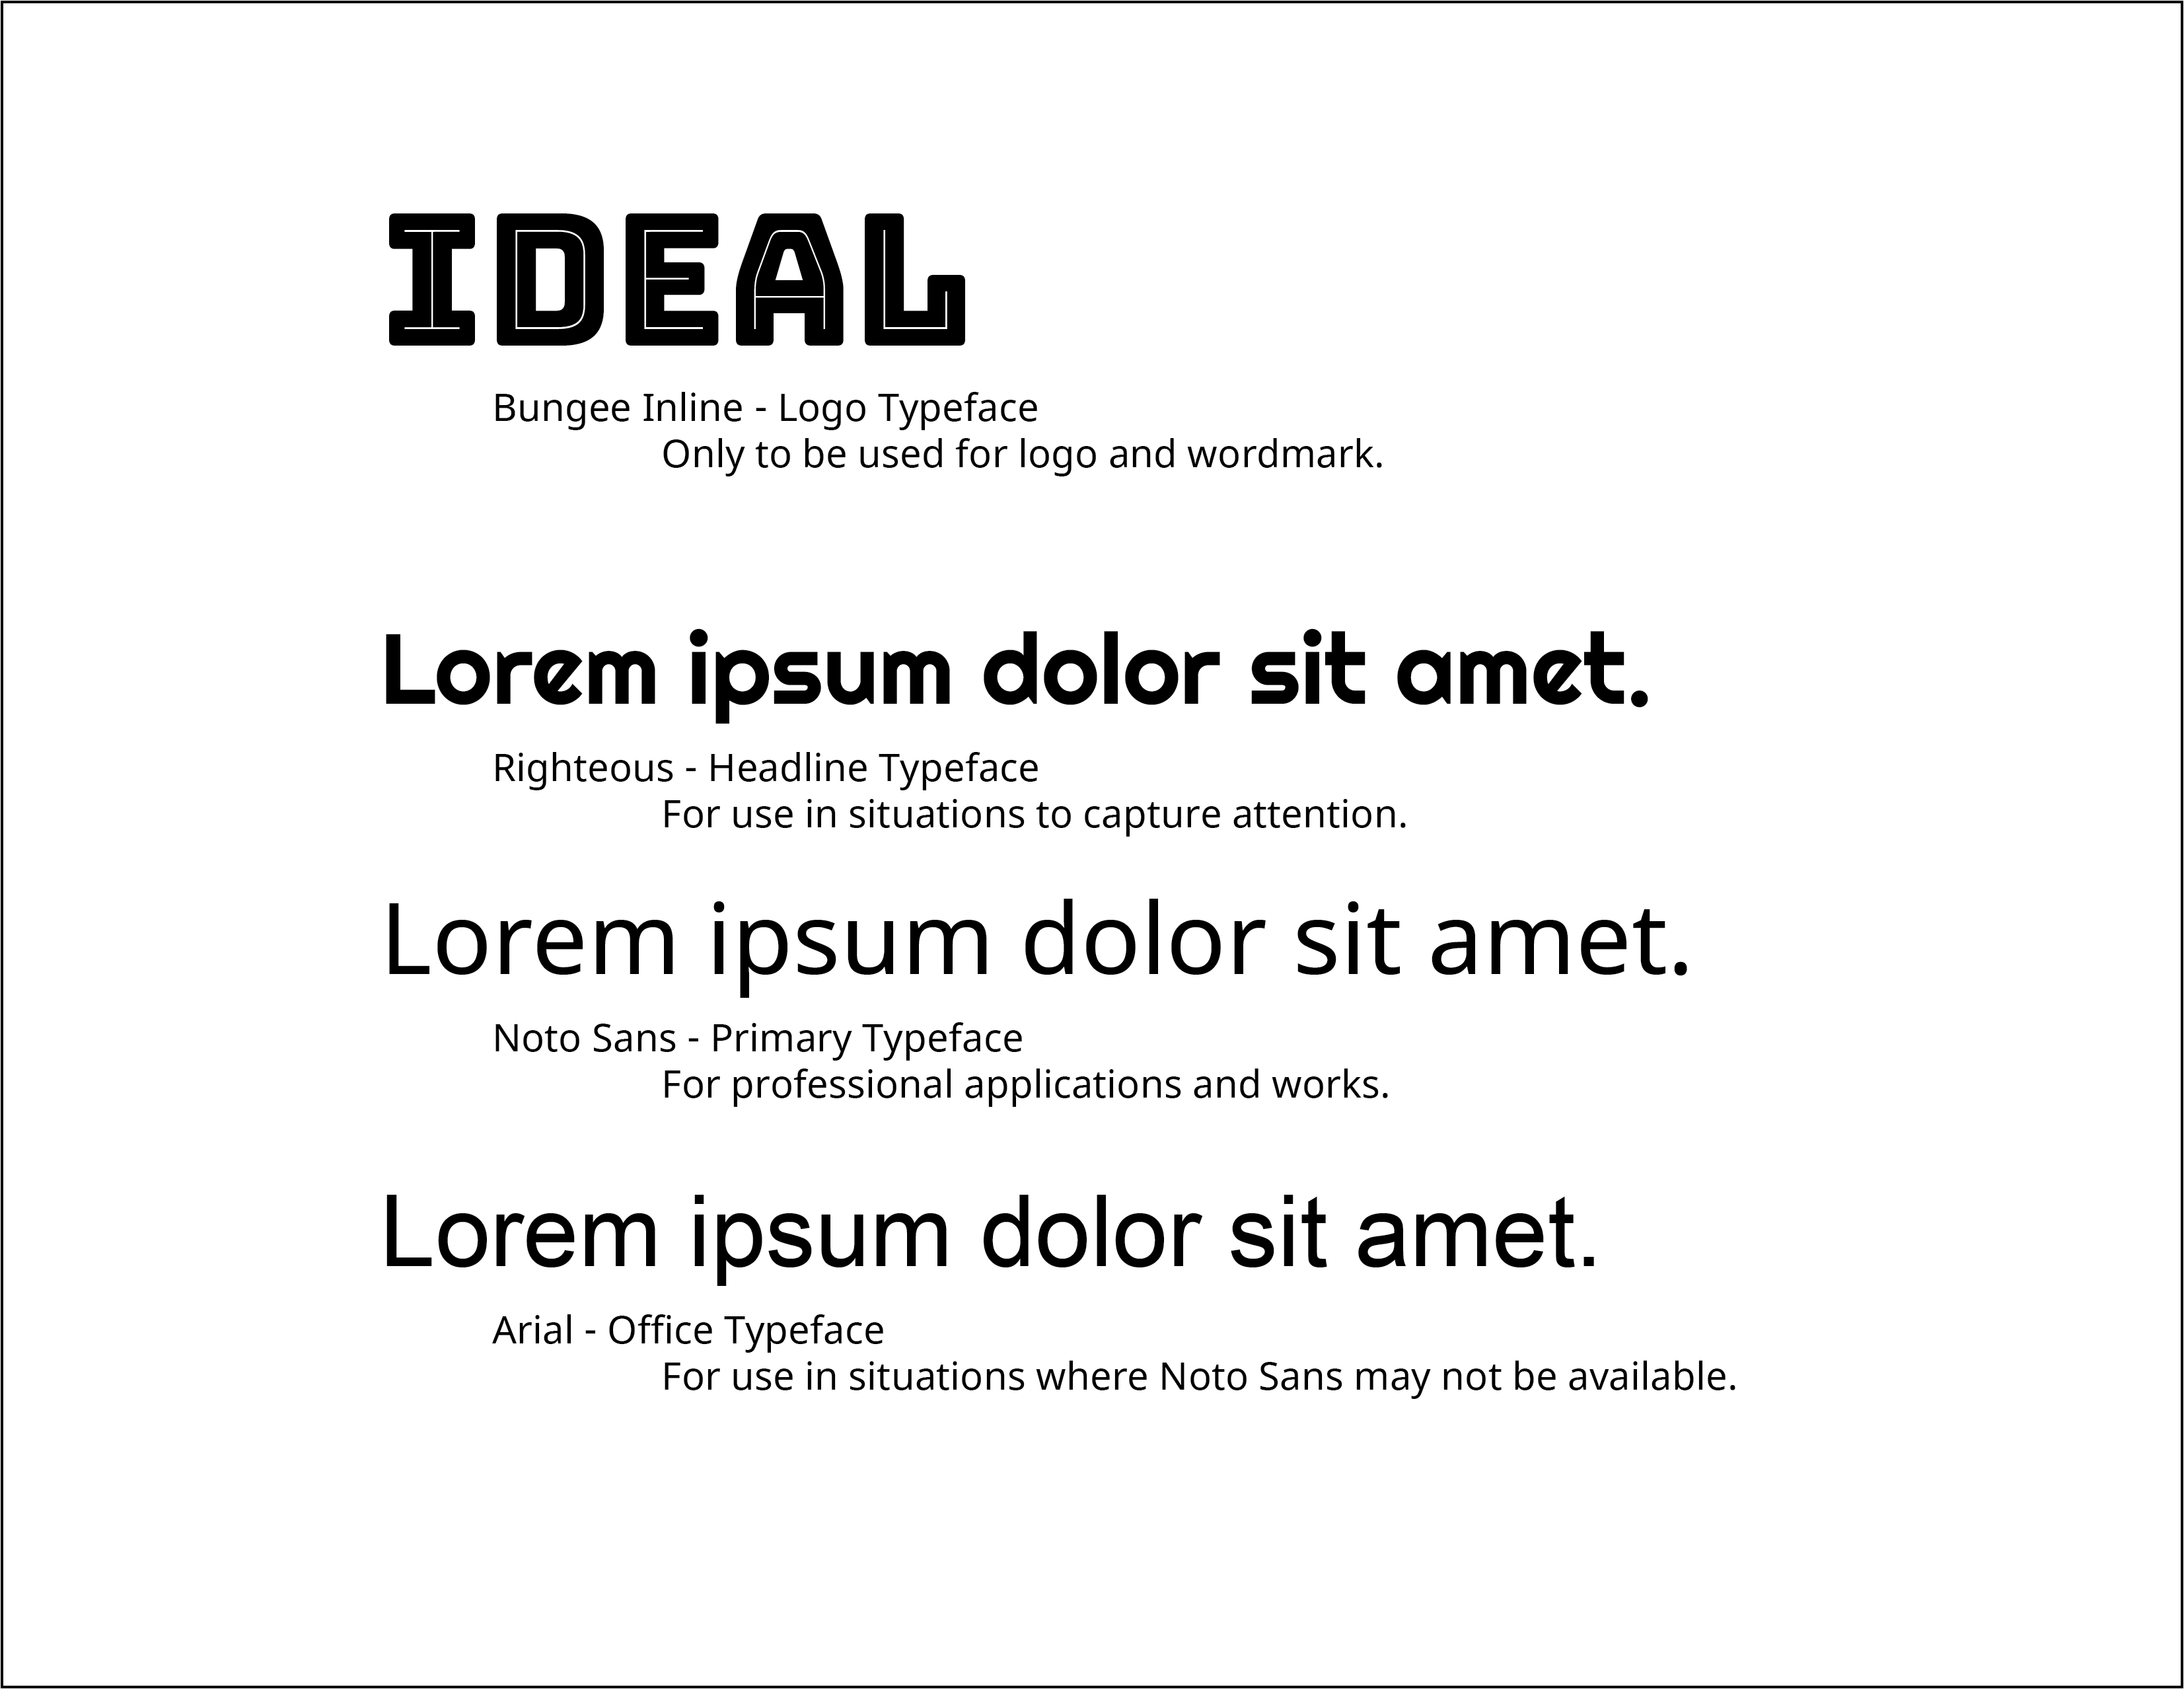 IDEAL
Bungee Inline - Logo Typeface
Only to be used for logo and wordmark.
Lorem ipsum dolor sit amet.
Righteous - Headline Typeface
For use in situations to capture attention.
Lorem ipsum dolor sit amet.
Noto Sans - Primary Typeface
For professional applications and works.
Lorem ipsum dolor sit amet.
Arial - Office Typeface
For use in situations where Noto Sans may not be available.